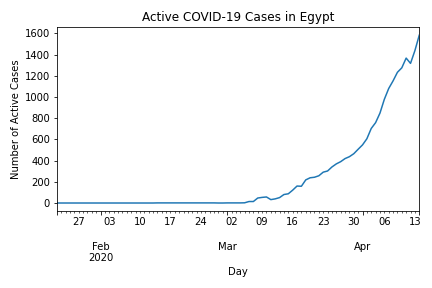 Active COVID-19 Cases in Egypt
1600
1400
1200
1000
800
600
400
200
0
Number of Active Cases
27 03 10 17 24 02 09 16 23 30 06 13
Feb Mar Apr
2020
Day